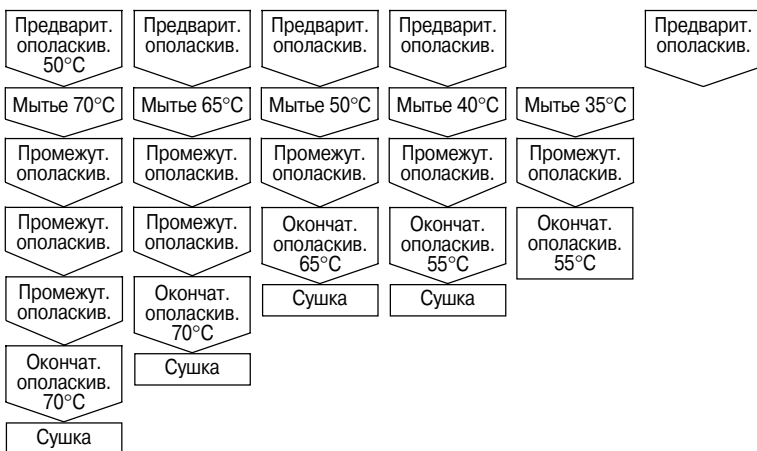 Предварит.
ополаскив.
50°C
Мытье 70°C
Промежут.
ополаскив.
Промежут.
ополаскив.
Промежут.
ополаскив.
Окончат.
ополаскив.
70°C
Сушка
Предварит.
ополаскив.
Мытье 65°C
Промежут.
ополаскив.
Промежут.
ополаскив.
Окончат.
ополаскив.
70°C
Сушка
Предварит.
ополаскив.
Мытье 50°C
Промежут.
ополаскив.
Окончат.
ополаскив.
65°C
Сушка
Предварит.
ополаскив.
Мытье 40°C
Промежут.
ополаскив.
Окончат.
ополаскив.
55°C
Сушка
Мытье 35°C
Промежут.
ополаскив.
Окончат.
ополаскив.
55°C
Предварит.
ополаскив.